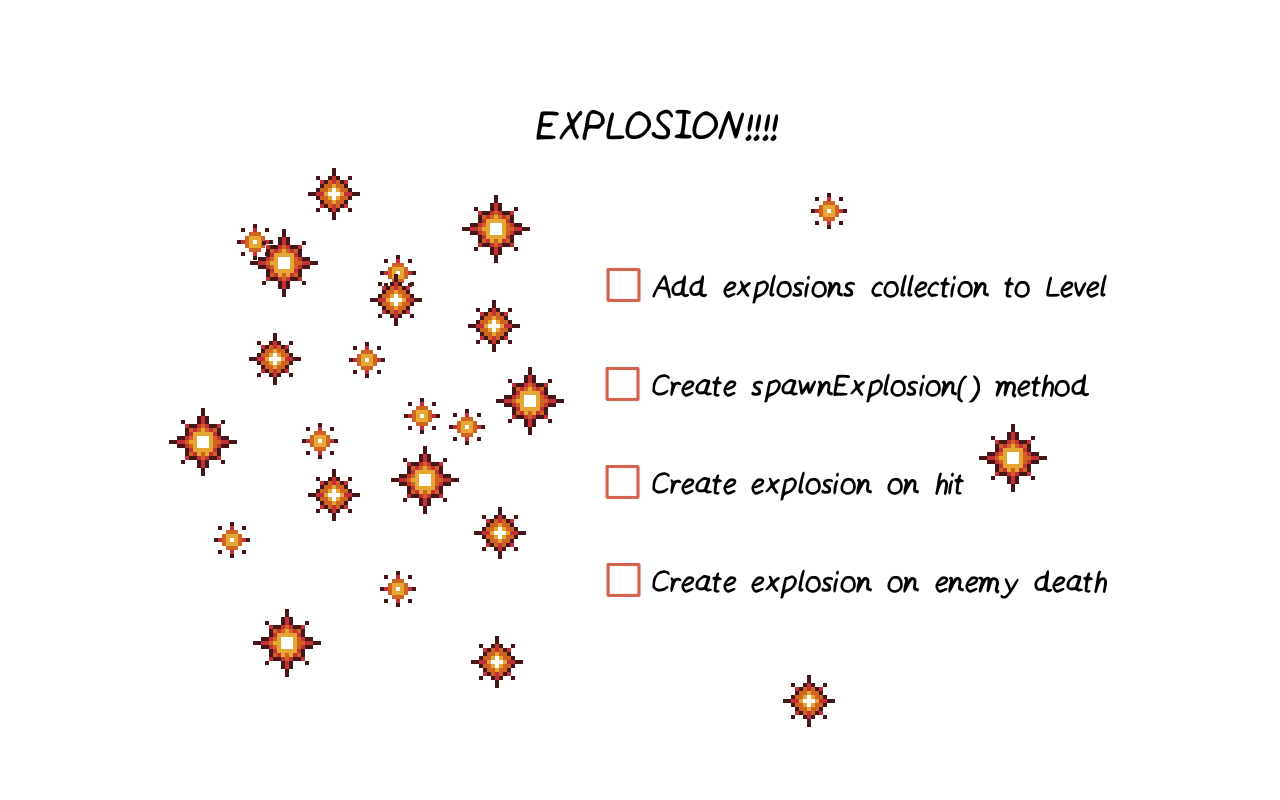 EXPLOSION!!!!
Add explosions collection to Level
Create spawnExplosion() method
Create explosion on hit
Create explosion on enemy death